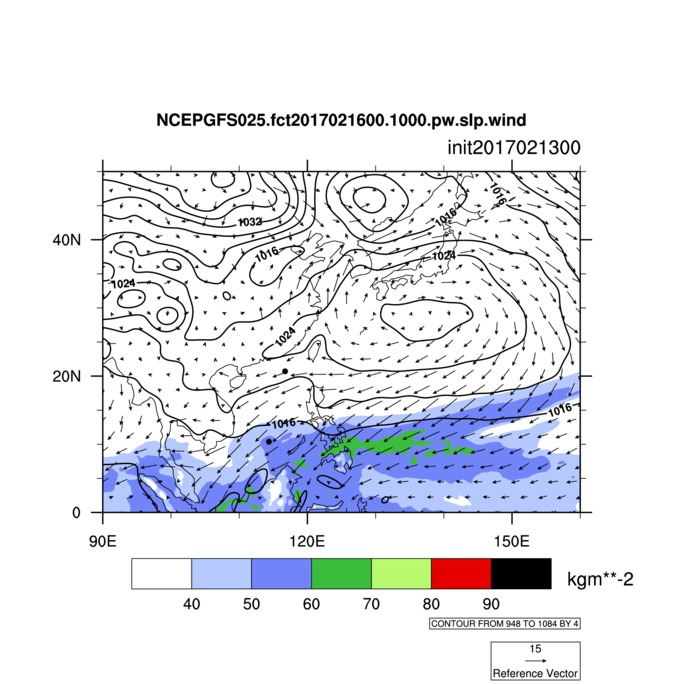 NCEPGFS025.fct2017021600.1000.pw.slp.wind
init2017021300
1032
1016
1016
1016
40N
1024
1024
1024
20N
1016
1016
0
90E
120E
150E
kgm**-2
40
50
60
70
80
90
CONTOUR FROM 948 TO 1084 BY 4
15
Reference Vector